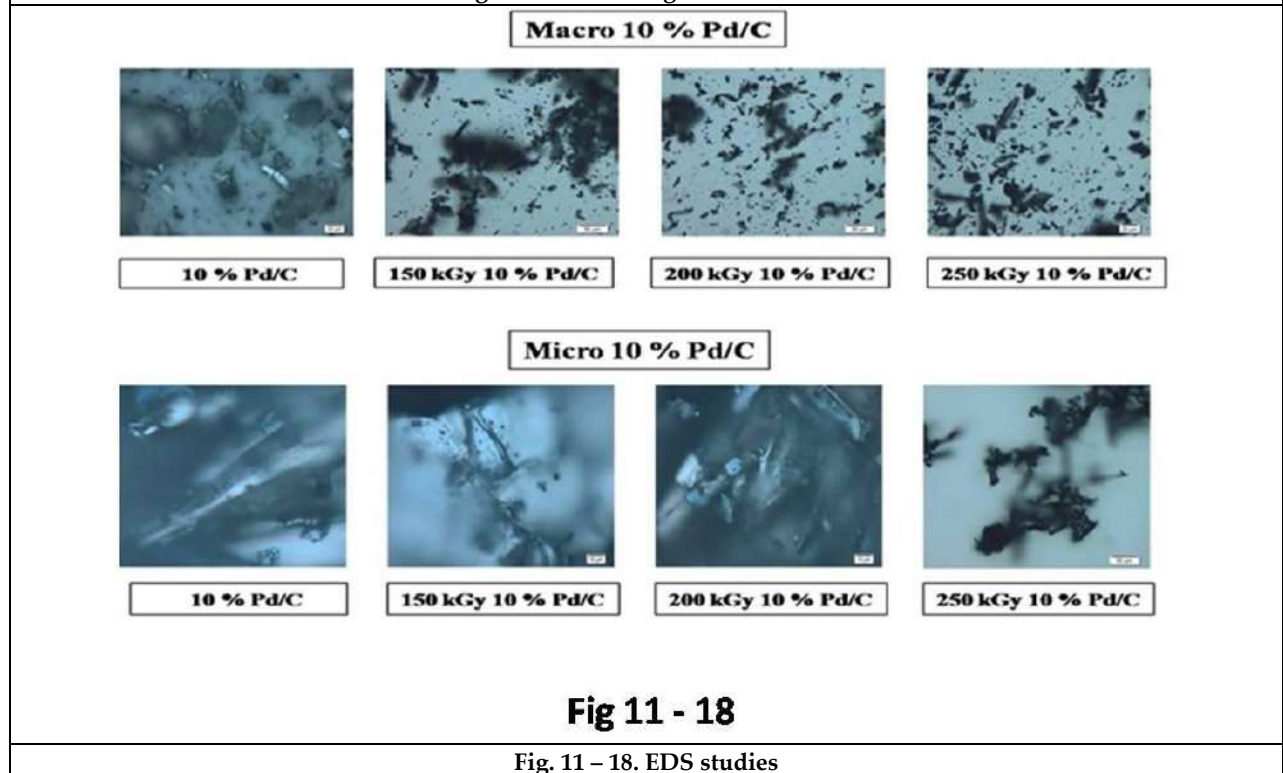 Macro 10 % Pd/C
10 % Pd/C
150 kGy 10 % Pd/C
200 kGy 10 % Pd/C
250 kGy 10 % Pd/C
Micro 10 % Pd/C
10 % Pd/C
150 kGy 10 % Pd/C
200 kGy 10 % Pd/C
250 kGy 10 % Pd/C
Fig 11 - 18
Fig. 11 – 18. EDS studies